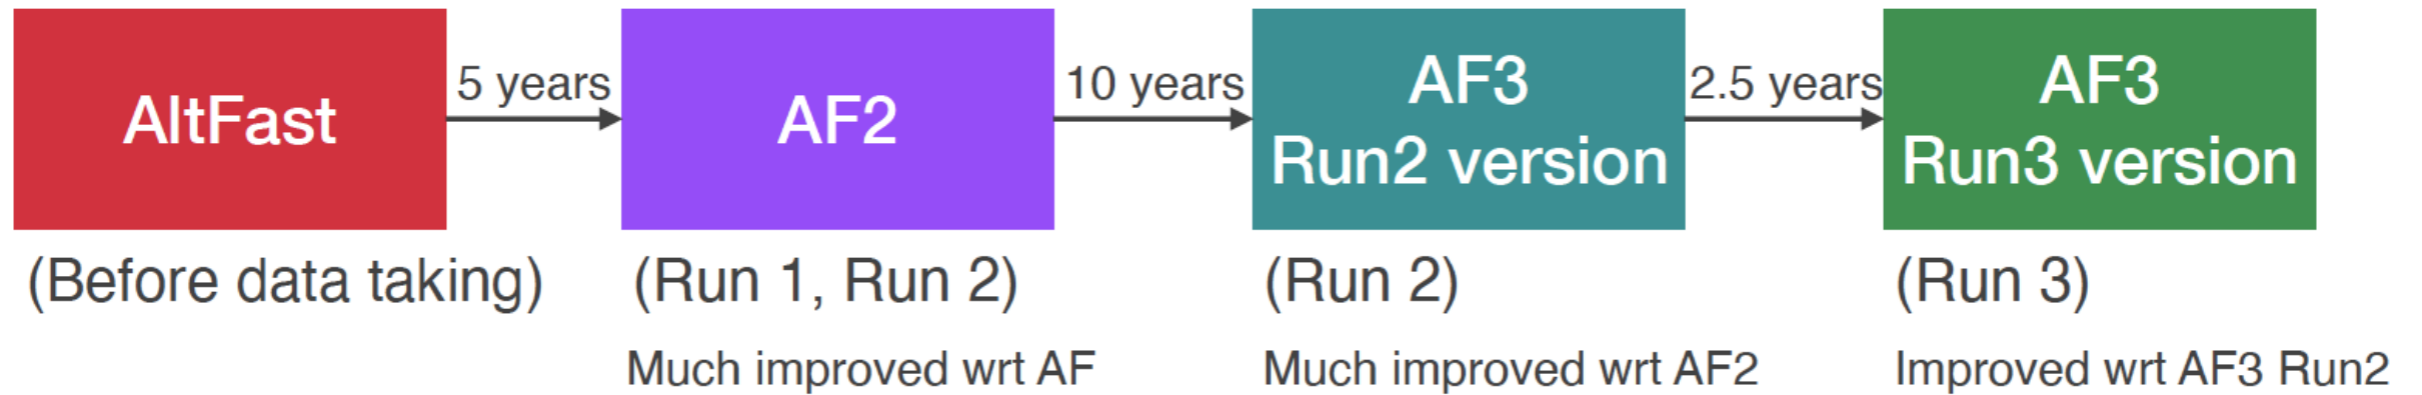 AltFast
5 years
AF2
10 years
AF3
Run2 version
2.5 years
AF3
Run3 version
(Before data taking)
(Run 1, Run 2)
(Run 2)
(Run 3)
Much improved wrt AF
Much improved wrt AF2
Improved wrt AF3 Run2